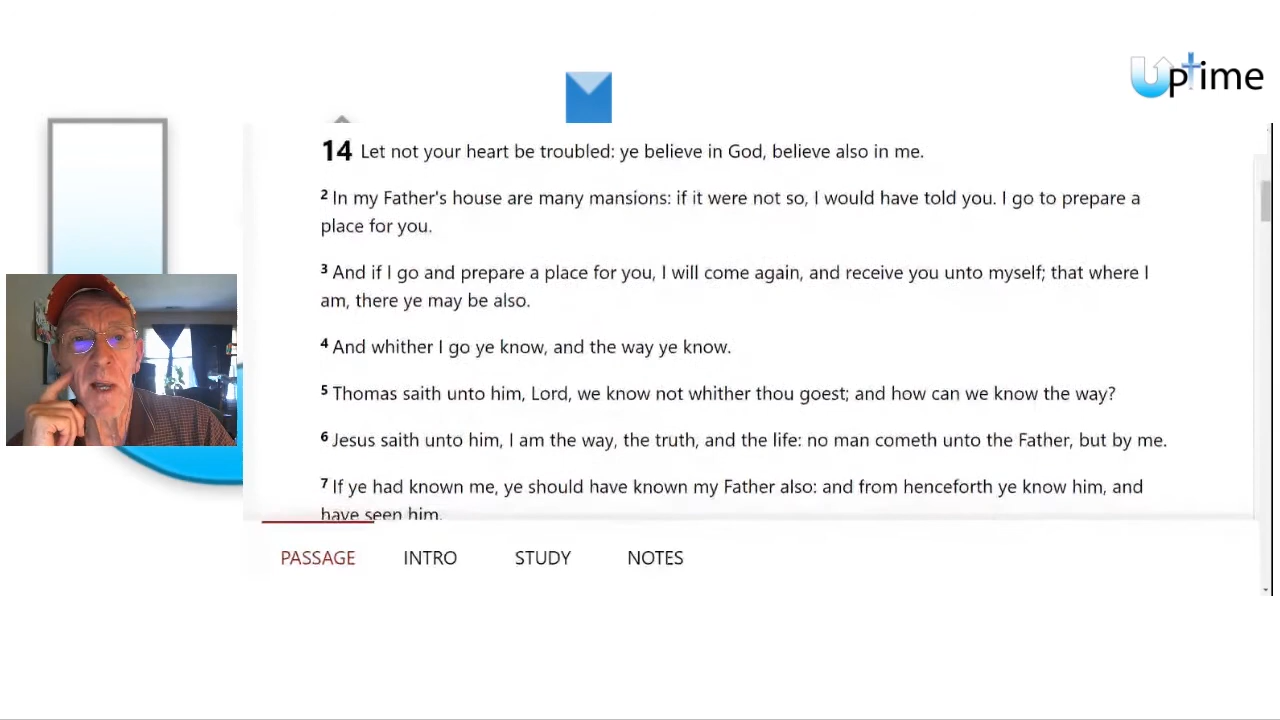 Uptime
14 Let not your heart be troubled: ye believe in God, believe also in me.
2 In my Father's house are many mansions: if it were not so, I would have told you. I go to prepare a
place for you.
3 And if I go and prepare a place for you, I will come again, and receive you unto myself; that where I
am, there ye may be also.
4 And whither I go ye know, and the way ye know.
5 Thomas saith unto him, Lord, we know not whither thou goest; and how can we know the way?
6 Jesus saith unto him, I am the way, the truth, and the life: no man cometh unto the Father, but by me.
7 If ye had known me, ye should have known my Father also: and from henceforth ye know him, and
have seen him.
PASSAGE INTRO STUDY NOTES